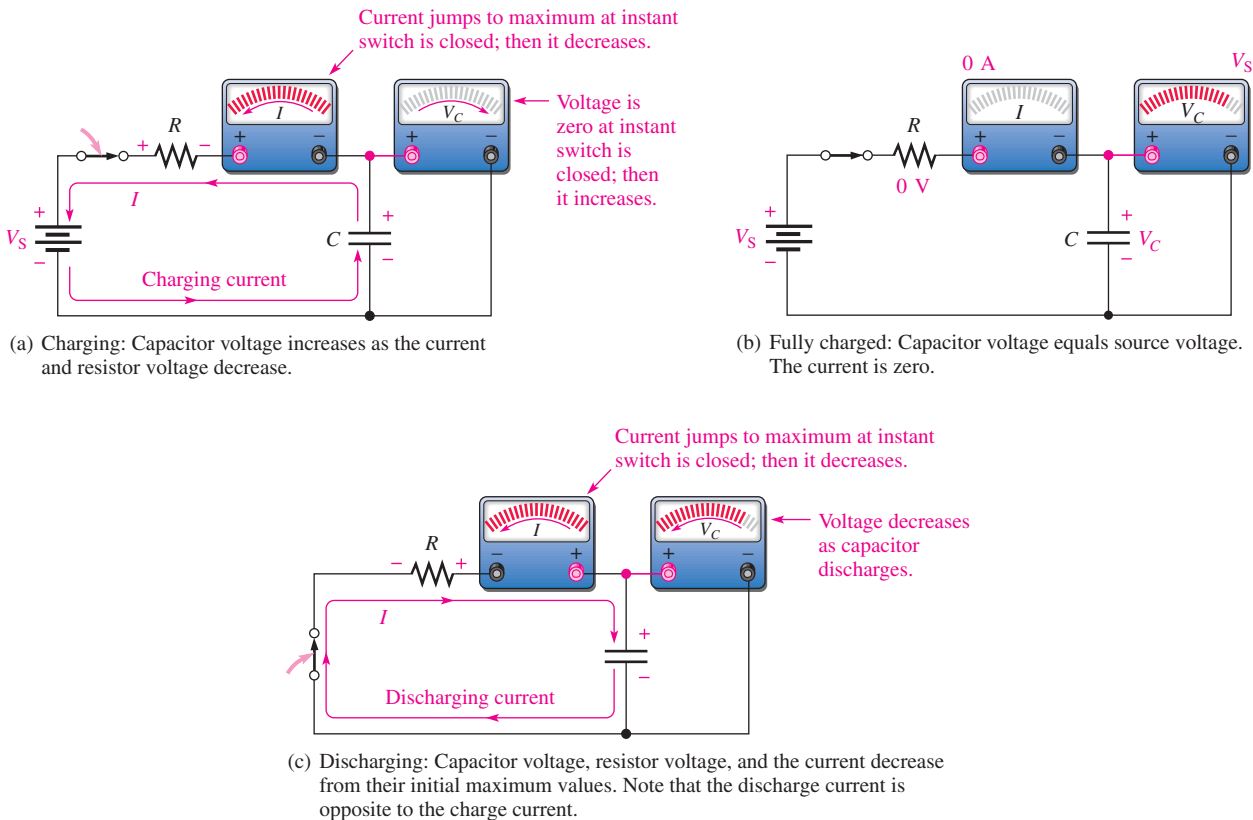 Current jumps to maximum at instant
switch is closed; then it decreases.
I
+ −
V_C
+ −
Voltage is
zero at instant
switch is
closed; then
it increases.
R
+ −
I
+
V_S
−
C
+
−
Charging current
(a) Charging: Capacitor voltage increases as the current
and resistor voltage decrease.
0 A
V_S
I
+ −
V_C
+ −
R
0 V
+
V_S
−
C
+
V_C
−
(b) Fully charged: Capacitor voltage equals source voltage.
The current is zero.
Current jumps to maximum at instant
switch is closed; then it decreases.
I
− +
V_C
+ −
Voltage decreases
as capacitor
discharges.
R
− +
I
+
−
Discharging current
(c) Discharging: Capacitor voltage, resistor voltage, and the current decrease
from their initial maximum values. Note that the discharge current is
opposite to the charge current.